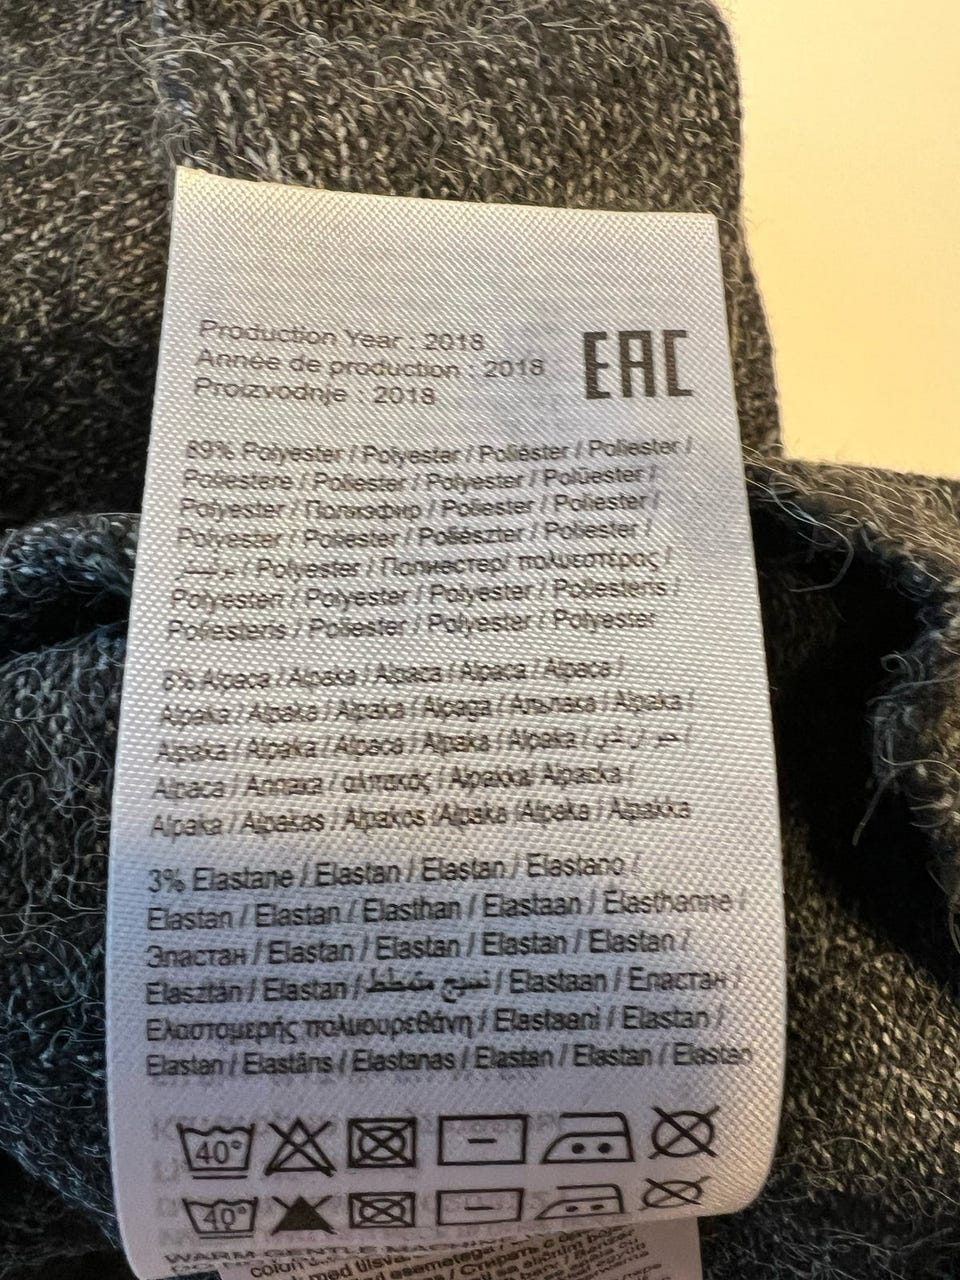 Production Year : 2018
Année de production : 2018
Proizvodnje : 2018
EAC
89% Polyester / Polyester / Poliéster / Poliester /
Poliestere / Poliester / Polyester / Polüester /
Polyester / Полиэфир / Poliester / Poliester /
Polyester / Poliester / Poliészter / Poliester /
/ Polyester / Полиестер/ πολυεστέρας /
Polyesteri / Polyester / Polyester / Poliesteris /
Poliesteris / Poliester / Polyester / Polyester
Alpaca / Alpaka / Alpaca / Alpaca / Alpaca /
Alpaka / Alpaka / Alpaka / Alpaga / Альпака / Alpaka /
Alpaka / Alpaka / Alpaca / Alpaka / Alpaka /
Alpaca / Алпака / αλπακάς / Alpakka/ Alpacka /
Alpaka / Alpakas / Alpakos /Alpaka /Alpaka / Alpakka
3% Elastane / Elastan / Elastan / Elastano /
Elastan / Elastan / Elasthan / Elastaan / Elasthanne /
Эластан / Elastan / Elastan / Elastan / Elastan /
Elasztán / Elastan / نسيج مطاط / Elastaan / Еластан /
Ελαστομερής πολυουρεθάνη / Elastaani / Elastan /
Elastan / Elastāns / Elastanas / Elastan / Elastan / Elastan
40°
40°
WARM GENTLE MACHINE